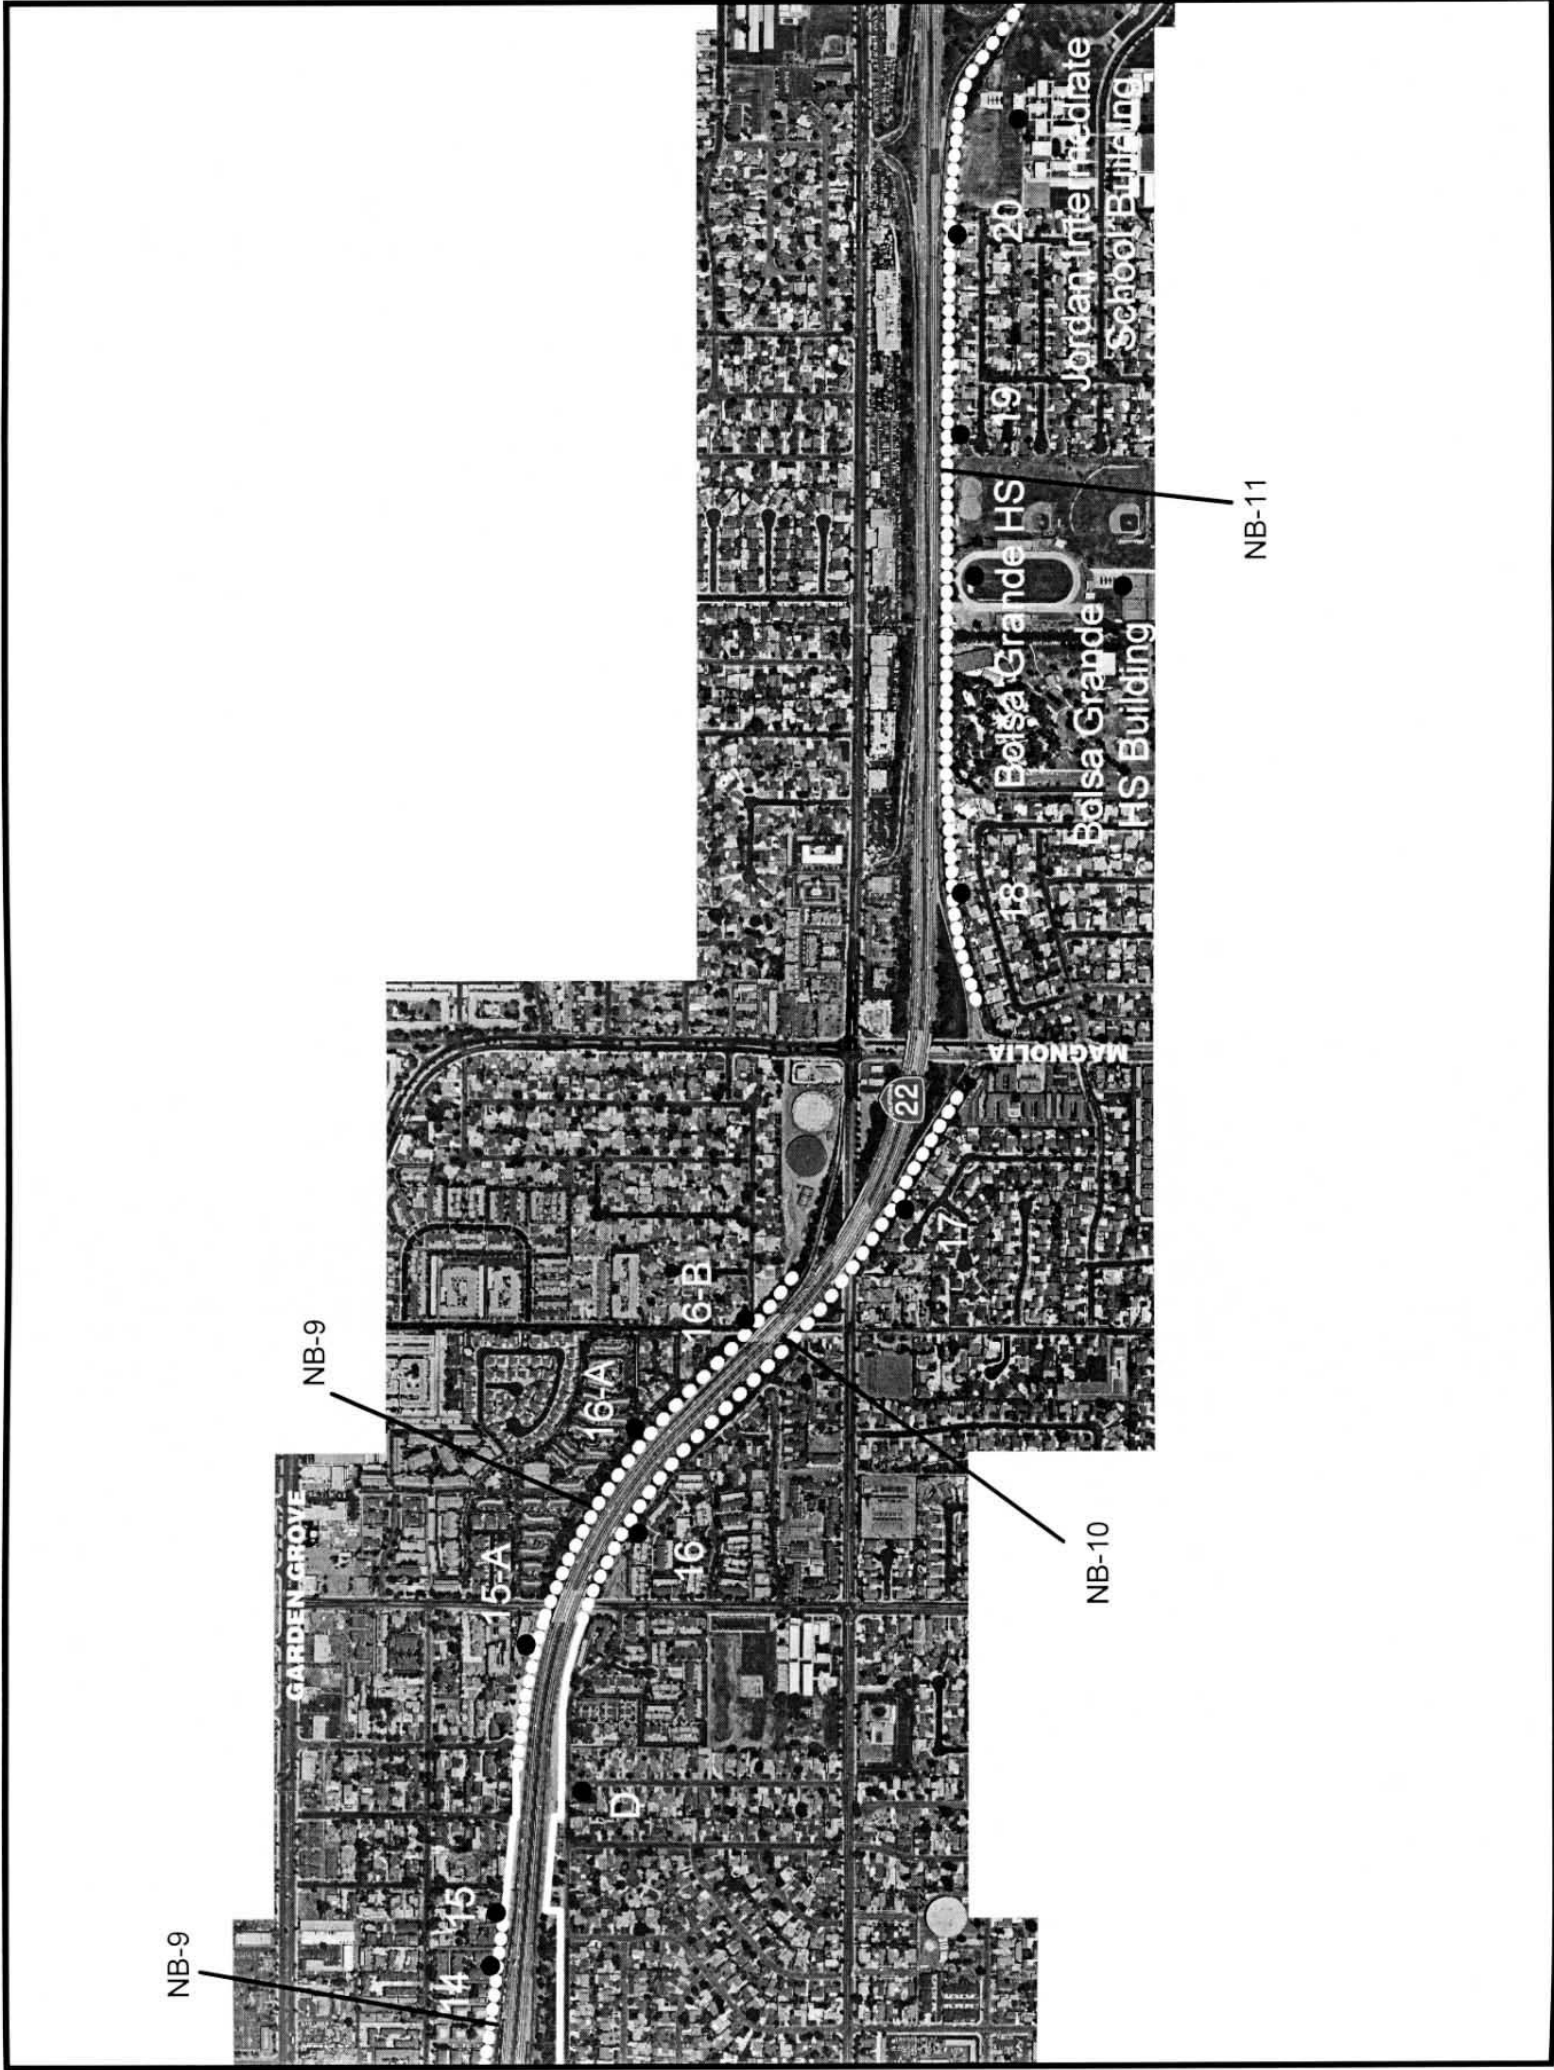 NB-9
14
15
GARDEN GROVE
15-A
D
NB-9
16-A
16
16-B
NB-10
17
22
MAGNOLIA
18
Bolsa Grande HS
Bolsa Grande
HS Building
NB-11
19
20
Jordan Intermediate
School Building